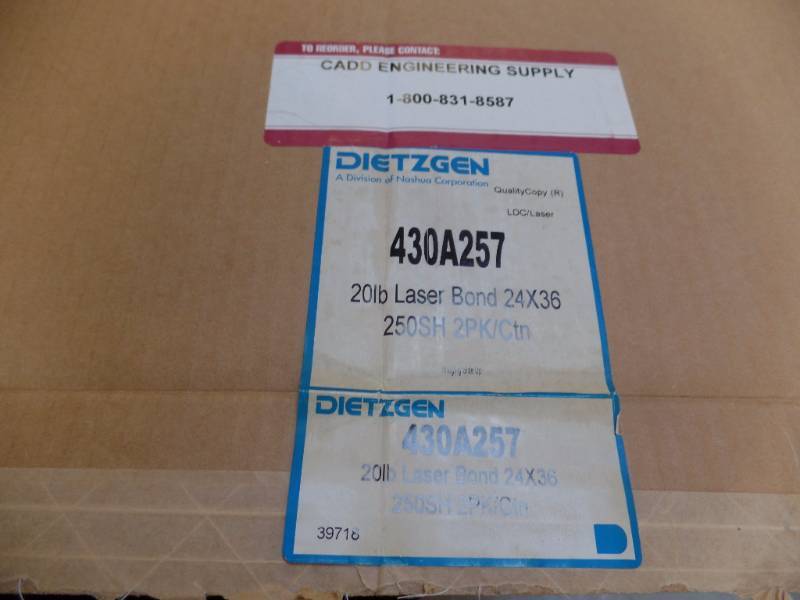 TO REORDER, PLEASE CONTACT:
CADD ENGINEERING SUPPLY
1-800-831-8587
DIETZGEN
A Division of Nashua Corporation
QualityCopy (R)
LDC/Laser
430A257
20lb Laser Bond 24X36
250SH 2PK/Ctn
DIETZGEN
430A257
20lb Laser Bond 24X36
250SH 2PK/Ctn
39718